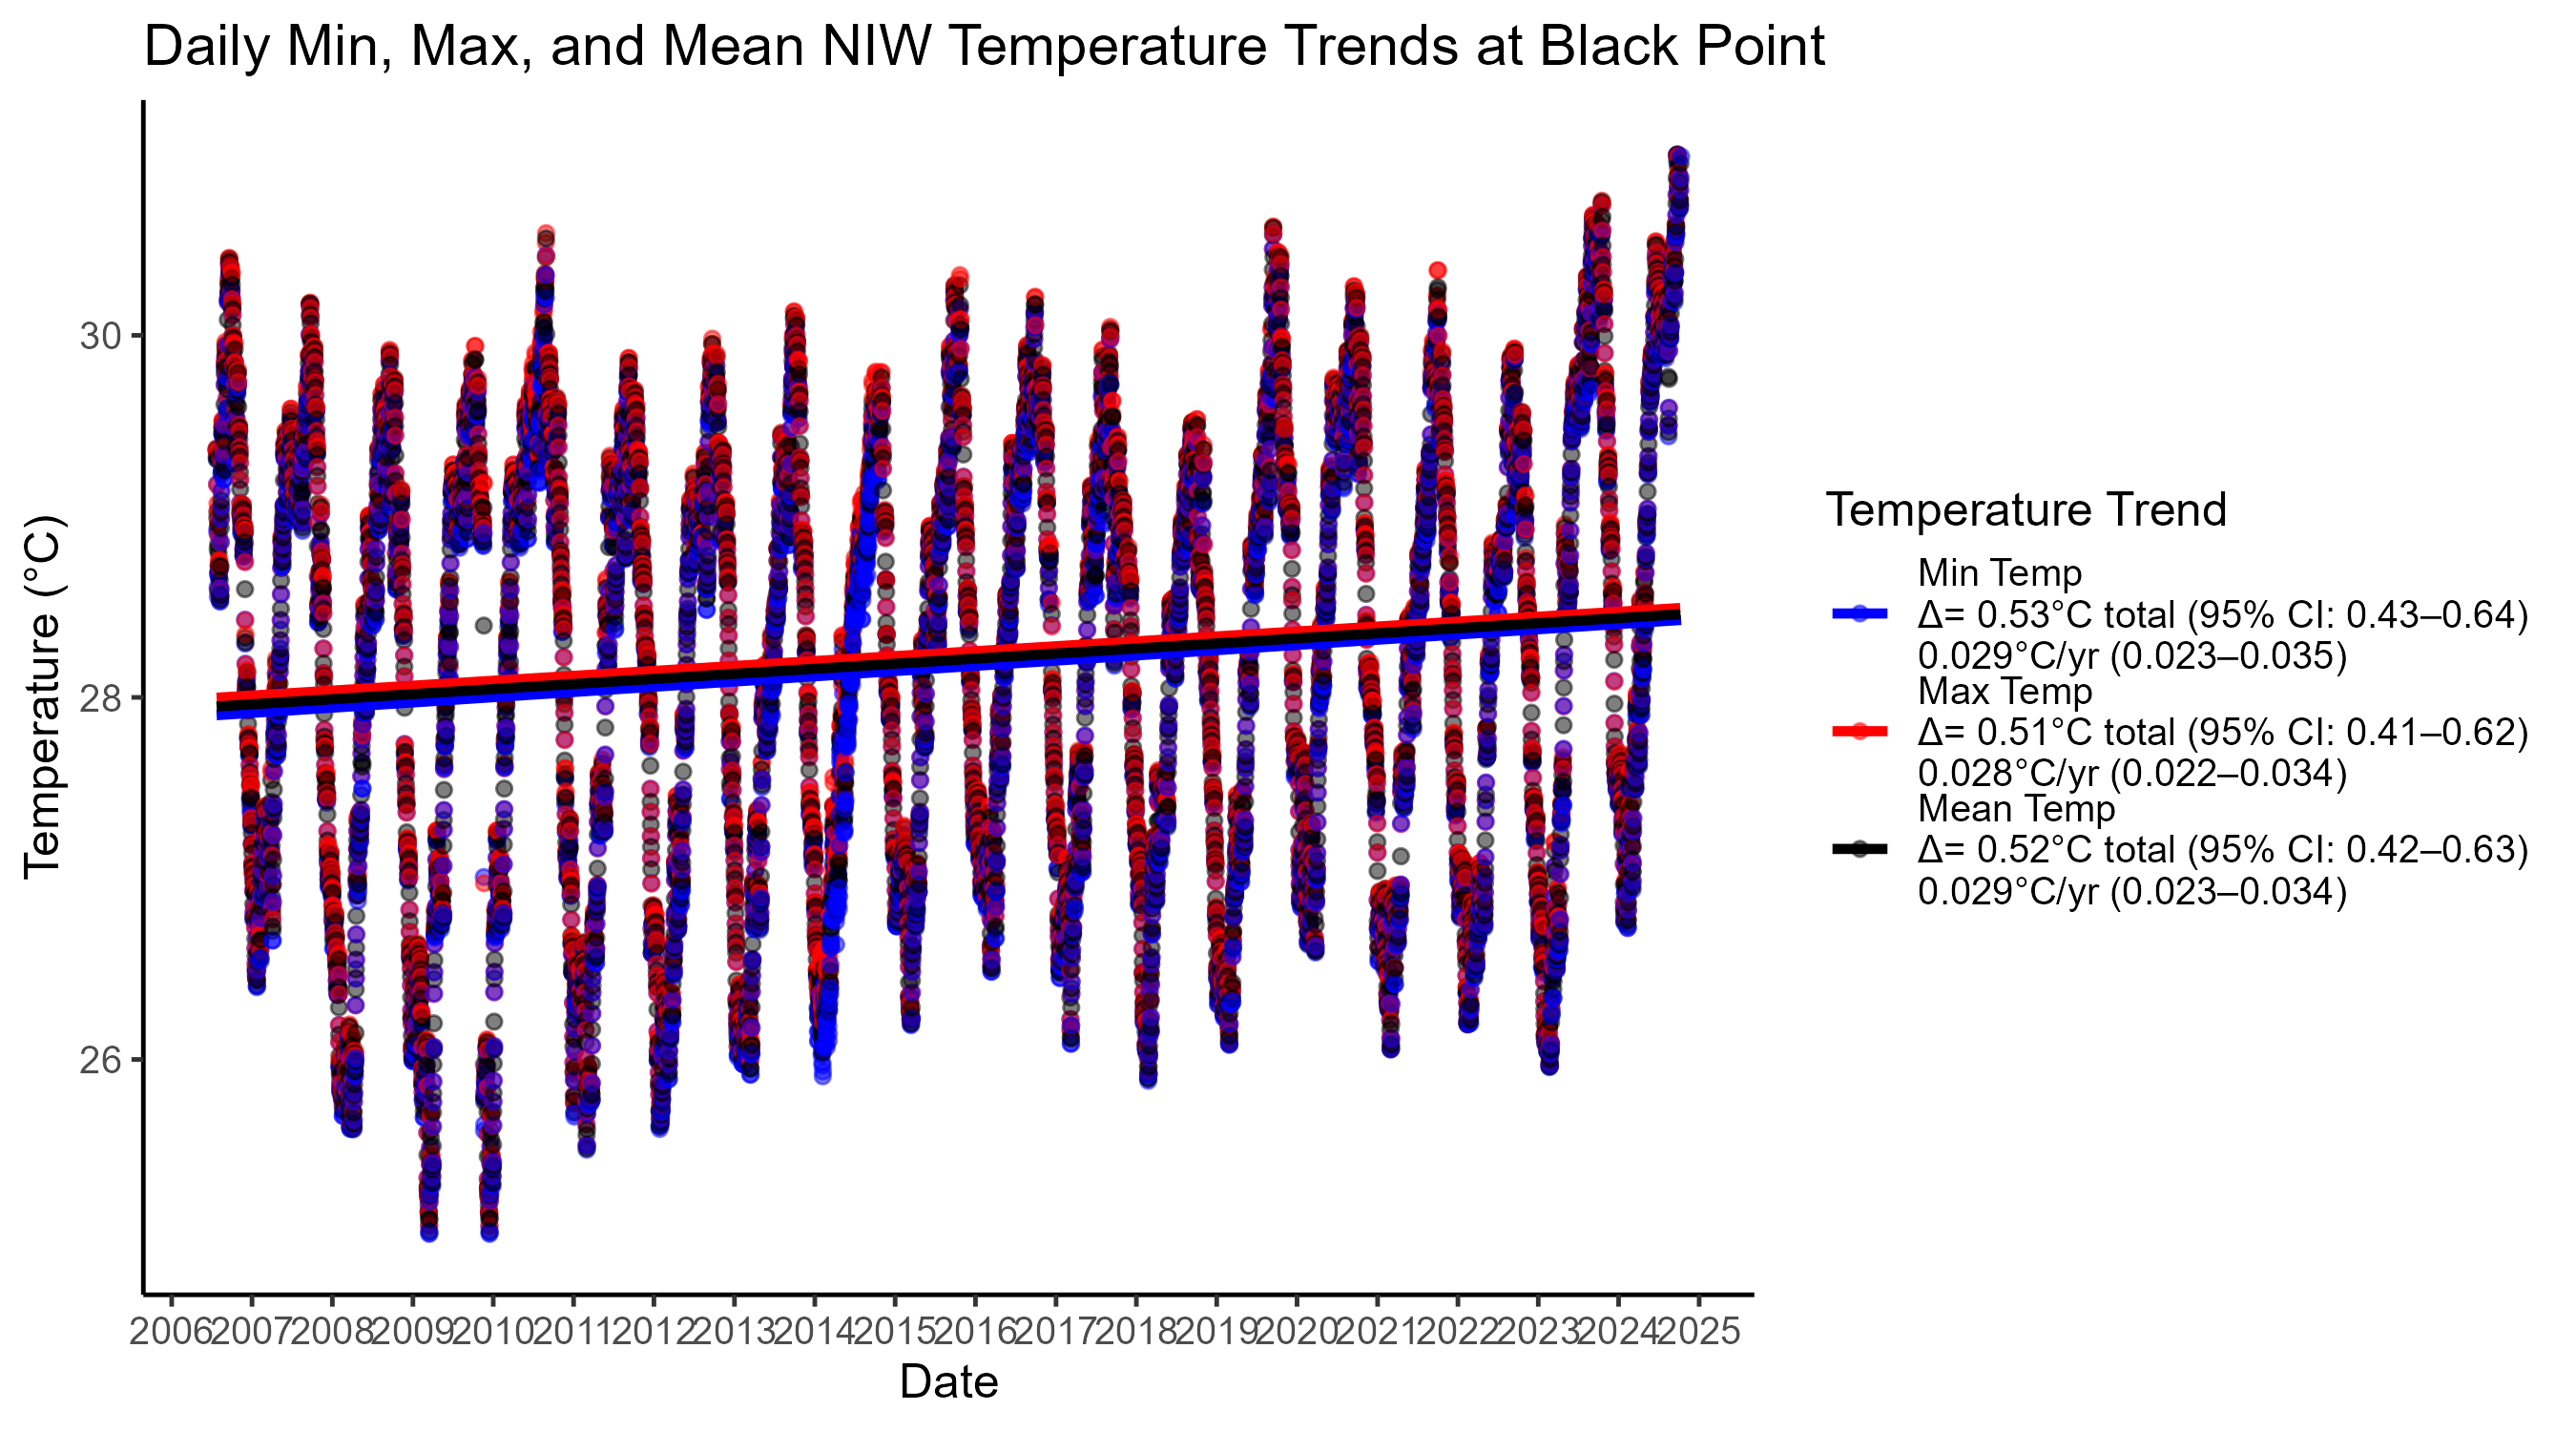 Daily Min, Max, and Mean NIW Temperature Trends at Black Point
Temperature (°C)
30
28
26
2006 2007 2008 2009 2010 2011 2012 2013 2014 2015 2016 2017 2018 2019 2020 2021 2022 2023 2024 2025
Date
Temperature Trend
Min Temp
Δ= 0.53°C total (95% CI: 0.43–0.64)
0.029°C/yr (0.023–0.035)
Max Temp
Δ= 0.51°C total (95% CI: 0.41–0.62)
0.028°C/yr (0.022–0.034)
Mean Temp
Δ= 0.52°C total (95% CI: 0.42–0.63)
0.029°C/yr (0.023–0.034)